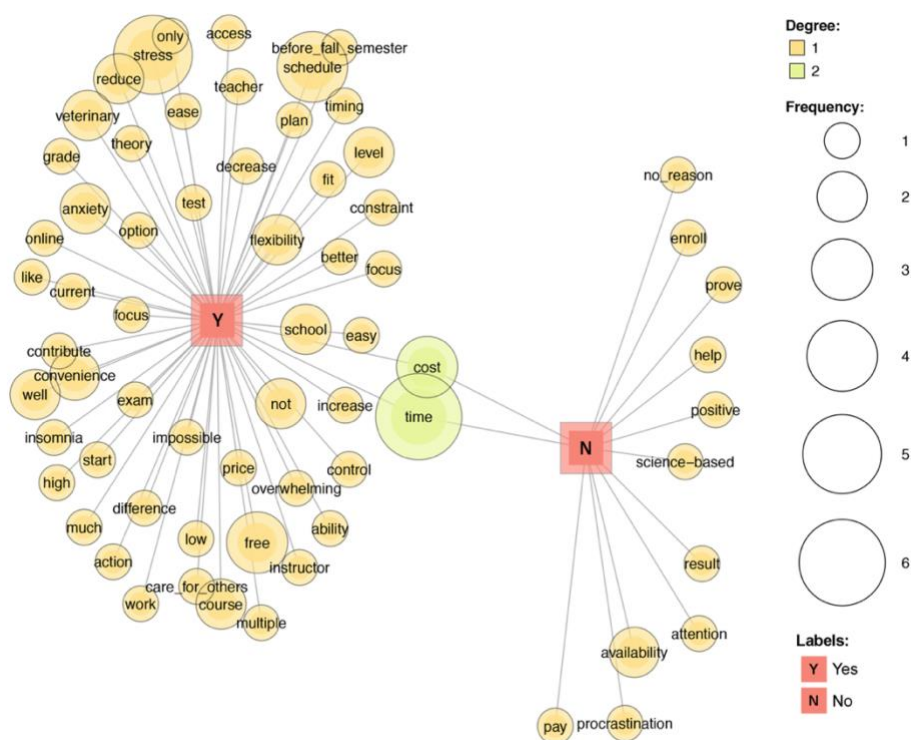 only
access
before_fall_semester
stress
schedule
reduce
teacher
veterinary
ease
plan
timing
theory
grade
decrease
level
fit
anxiety
test
constraint
option
online
flexibility
better
focus
like
current
focus
Y
school
easy
contribute
cost
convenience
well
exam
not
increase
time
insomnia
impossible
start
price
control
high
overwhelming
difference
much
ability
low
free
action
instructor
care_for_others
work
course
multiple
no_reason
enroll
prove
help
positive
N
science-based
result
attention
availability
pay
procrastination
Degree:
1
2
Frequency:
1
2
3
4
5
6
Labels:
Y Yes
N No